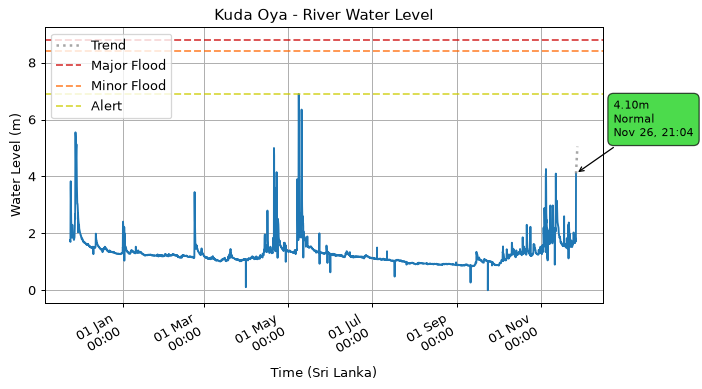 Kuda Oya - River Water Level
Trend
Major Flood
Minor Flood
Alert
4.10m
Normal
Nov 26, 21:04
Water Level (m)
8
6
4
2
0
01 Jan
00:00
01 Mar
00:00
01 May
00:00
01 Jul
00:00
01 Sep
00:00
01 Nov
00:00
Time (Sri Lanka)